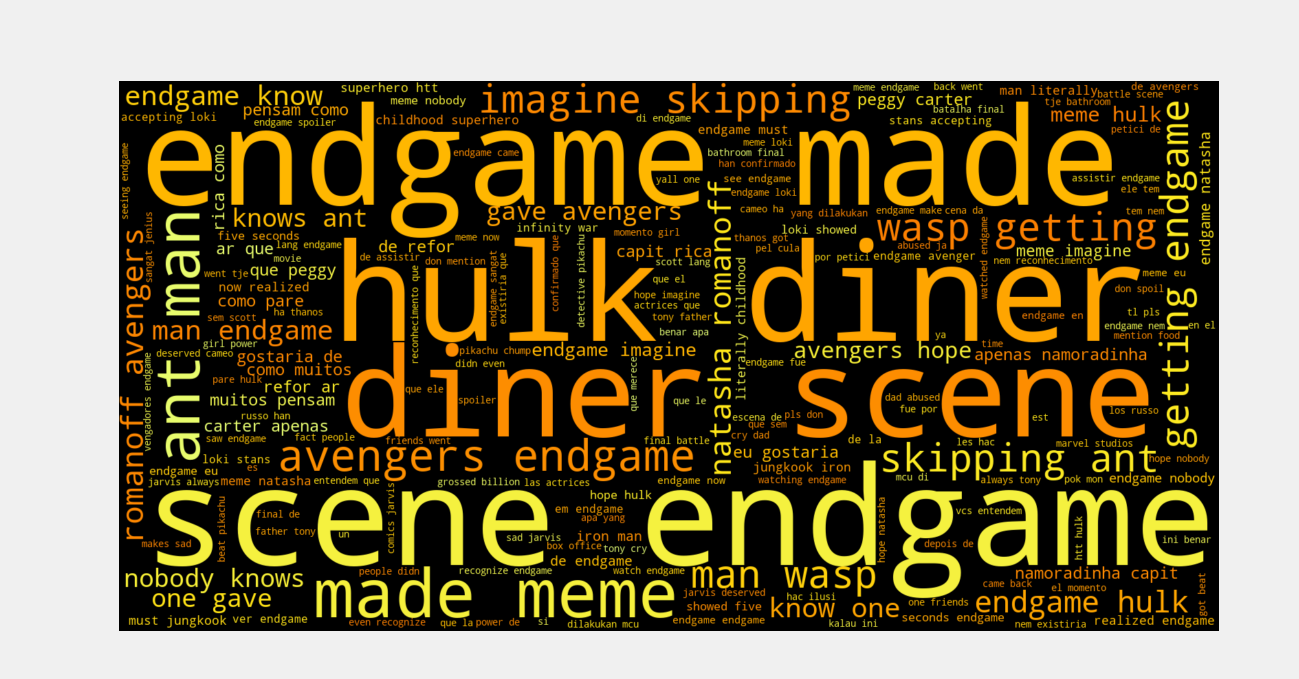 endgame know
superhero htt
meme nobody
imagine skipping
meme endgame
back went
man literally
battle scene
de avengers
accepting loki
pensam como
endgame spoiler
childhood superhero
di endgame
peggy carter
stans accepting
batalha final
tje bathroom
meme hulk
petici de
endgame must
meme loki
endgame made
seeing endgame
rica como
endgame came
bathroom final
han confirmado
yall one
see endgame
endgame loki
assistir endgame
ele tem
getting endgame
endgame natasha
ant man
sangat jenius
knows ant
gave avengers
infinity war
momento girl
natasha romanoff
cameo ha
yang dilakukan
endgame make
cena da
tem nem
wasp getting
romanoff avengers
five seconds
ar que
lang endgame
movie
de refor
meme now
de assistir
don mention
capit rica
scott lang
loki showed
thanos got
pel cula
por petici
abused ja
endgame avenger
meme imagine
nem reconhecimento
hulk diner
went tje
que peggy
now realized
como pare
ha thanos
sem scott
reconhecimento que
endgame sangat
existiria que
confirmado que
detective pikachu
que el
hope imagine
actrices que
tony father
benar apa
literally childhood
watched endgame
meme eu
don spoil
endgame en
tl pls
endgame nem
en el
mention food
man endgame
girl power
deserved cameo
gostaria de
como muitos
pare hulk
refor ar
muitos pensam
russo han
carter apenas
vengadores endgame
pikachu chump
endgame imagine
didn even
endgame fue
avengers hope
ya
time
apenas namoradinha
diner scene
que ele
spoiler
que merece
que le
dad abused
fue por
escena de
pls don
que sem
cry dad
est
los russo
saw endgame
fact people
loki stans
friends went
avengers endgame
final battle
eu gostaria
de la
les hac
marvel studios
skipping ant
hope nobody
endgame eu
es
jarvis always
meme natasha
entendem que
grossed billion
las actrices
endgame now
jungkook iron
watching endgame
mcu di
always tony
pok mon
endgame nobody
scene endgame
beat pikachu
final de
father tony
un
comics jarvis
hope hulk
em endgame
apa yang
sad jarvis
iron man
box office
tony cry
de endgame
hope natasha
vcs entendem
depois de
htt hulk
ini benar
makes sad
nobody knows
one gave
people didn
made meme
recognize endgame
watch endgame
man wasp
jarvis deserved
showed five
hac ilusi
know one
one friends
came back
namoradinha capit
el momento
endgame hulk
got beat
must jungkook
ver endgame
even recognize
que la
power de
si
dilakukan mcu
endgame endgame
kalau ini
seconds endgame
nem existiria
realized endgame